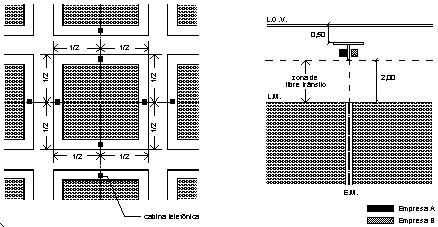 1/2
1/2
1/2
1/2
1/2
1/2
1/2
1/2
cabina telefónica
L.O.V.
0,50
zona de
libre tránsito
2,00
L.M.
E.M.
Empresa A
Empresa B